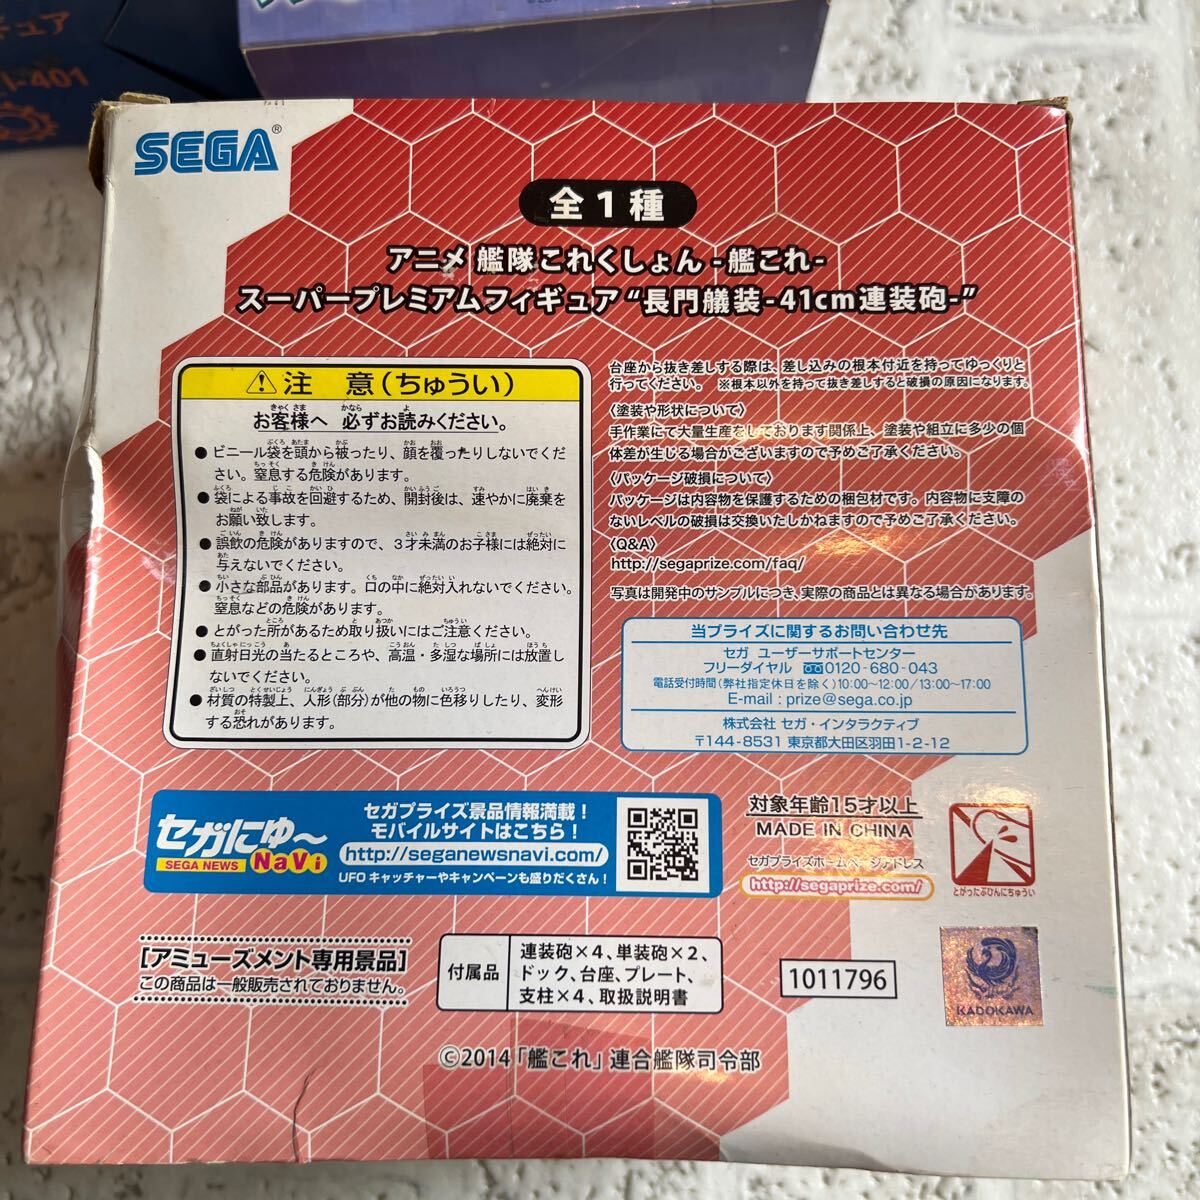 ギュア
-401
SEGA®
全1種
アニメ 艦隊これくしょん -艦これ-
スーパープレミアムフィギュア“長門艤装-41cm連装砲-”
⚠注 意(ちゅうい)
お客様へ 必ずお読みください。
● ビニール袋を頭から被ったり、顔を覆ったりしないでくだ
さい。窒息する危険があります。
● 袋による事故を回避するため、開封後は、速やかに廃棄を
お願い致します。
● 誤飲の危険がありますので、3才未満のお子様には絶対に
与えないでください。
● 小さな部品があります。口の中に絶対入れないでください。
窒息などの危険があります。
● とがった所があるため取り扱いにはご注意ください。
● 直射日光の当たるところや、高温・多湿な場所には放置し
ないでください。
● 材質の特製上、人形(部分)が他の物に色移りしたり、変形
する恐れがあります。
台座から抜き差しする際は、差し込みの根本付近を持ってゆっくりと
行ってください。 ※根本以外を持って抜き差しすると破損の原因になります。
〈塗装や形状について〉
手作業にて大量生産をしております関係上、塗装や組立に多少の個
体差が生じる場合がございますので予めご了承ください。
〈パッケージ破損について〉
パッケージは内容物を保護するための梱包材です。内容物に支障の
ないレベルの破損は交換いたしかねますので予めご了承ください。
〈Q&A〉
http://segaprize.com/faq/
写真は開発中のサンプルにつき、実際の商品とは異なる場合があります。
当プライズに関するお問い合わせ先
セガ ユーザーサポートセンター
フリーダイヤル 0120-680-043
電話受付時間(弊社指定休日を除く)10:00~12:00/13:00~17:00
E-mail : prize@sega.co.jp
株式会社 セガ・インタラクティブ
〒144-8531 東京都大田区羽田1-2-12
セガにゅ〜
SEGA NEWS NaVi
セガプライズ景品情報満載!
モバイルサイトはこちら!
http://seganewsnavi.com/
UFOキャッチャーやキャンペーンも盛りだくさん!
対象年齢15才以上
MADE IN CHINA
セガプライズホームページアドレス
http://segaprize.com/
とがったぶひんにちゅうい
[アミューズメント専用景品]
この商品は一般販売されておりません。
付属品
連装砲×4、単装砲×2、
ドック、台座、プレート、
支柱×4、取扱説明書
1011796
KADOKAWA
©2014 「艦これ」連合艦隊司令部